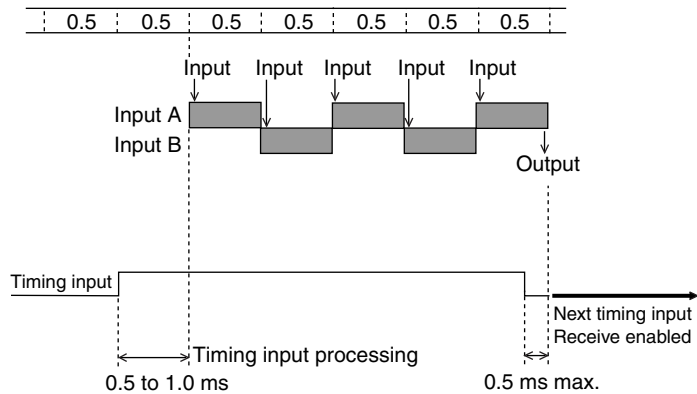 0.5 0.5 0.5 0.5 0.5 0.5 0.5
Input Input Input Input Input
Input A
Input B
Output
Timing input
Next timing input
Receive enabled
Timing input processing
0.5 to 1.0 ms
0.5 ms max.